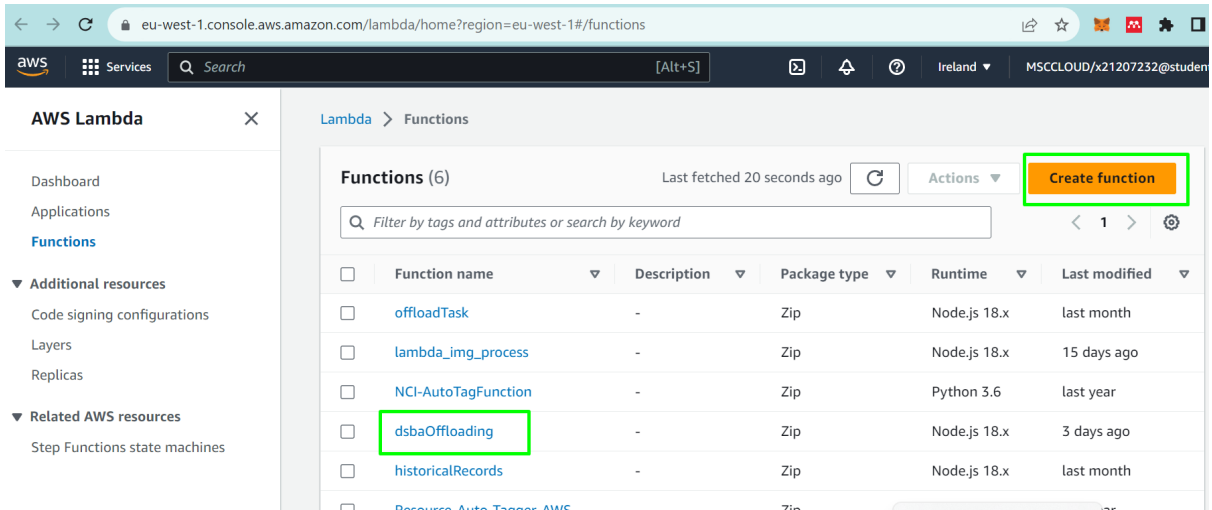 eu-west-1.console.aws.amazon.com/lambda/home?region=eu-west-1#/functions
aws Services Search [Alt+S] Ireland MSCCLOUD/x21207232@studen
AWS Lambda
Dashboard
Applications
Functions
Additional resources
Code signing configurations
Layers
Replicas
Related AWS resources
Step Functions state machines
Lambda > Functions
Functions (6) Last fetched 20 seconds ago Actions Create function
Filter by tags and attributes or search by keyword
1
Function name Description Package type Runtime Last modified
offloadTask - Zip Node.js 18.x last month
lambda_img_process - Zip Node.js 18.x 15 days ago
NCI-AutoTagFunction - Zip Python 3.6 last year
dsbaOffloading - Zip Node.js 18.x 3 days ago
historicalRecords - Zip Node.js 18.x last month
Resource-Auto-Tagger-AWS Zip